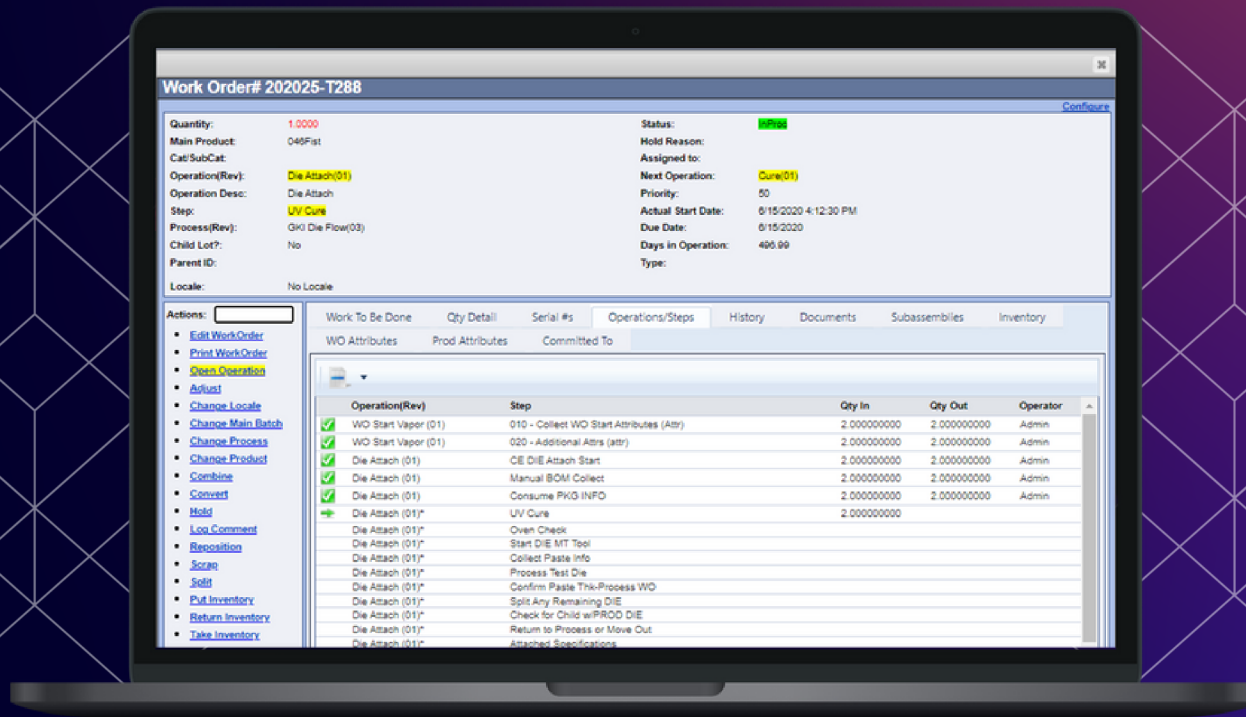 Work Order# 202025-T288
Configure
Quantity: 1.0000 Status: InProc
Main Product: 046Fist Hold Reason:
Cat/SubCat: Assigned to:
Operation(Rev): Die Attach(01) Next Operation: Cure(01)
Operation Desc: Die Attach Priority: 50
Step: UV Cure Actual Start Date: 6/15/2020 4:12:30 PM
Process(Rev): GKI Die Flow(03) Due Date: 6/15/2020
Child Lot?: No Days in Operation: 496.99
Parent ID: Type:
Locale: No Locale
Actions:
Edit WorkOrder
Print WorkOrder
Open Operation
Adjust
Change Locale
Change Main Batch
Change Process
Change Product
Combine
Convert
Hold
Log Comment
Reposition
Scrap
Split
Put Inventory
Return Inventory
Take Inventory
Work To Be Done Qty Detail Serial #s Operations/Steps History Documents Subassemblies Inventory
WO Attributes Prod Attributes Committed To
Operation(Rev) Step Qty In Qty Out Operator
WO Start Vapor (01) 010 - Collect WO Start Attributes (Attr) 2.000000000 2.000000000 Admin
WO Start Vapor (01) 020 - Additional Attrs (attr) 2.000000000 2.000000000 Admin
Die Attach (01) CE DIE Attach Start 2.000000000 2.000000000 Admin
Die Attach (01) Manual BOM Collect 2.000000000 2.000000000 Admin
Die Attach (01) Consume PKG INFO 2.000000000 2.000000000 Admin
Die Attach (01)* UV Cure 2.000000000
Die Attach (01)* Oven Check
Die Attach (01)* Start DIE MT Tool
Die Attach (01)* Collect Paste Info
Die Attach (01)* Process Test Die
Die Attach (01)* Confirm Paste Thk-Process WO
Die Attach (01)* Split Any Remaining DIE
Die Attach (01)* Check for Child w/PROD DIE
Die Attach (01)* Return to Process or Move Out
Die Attach (01)* Attached Specifications